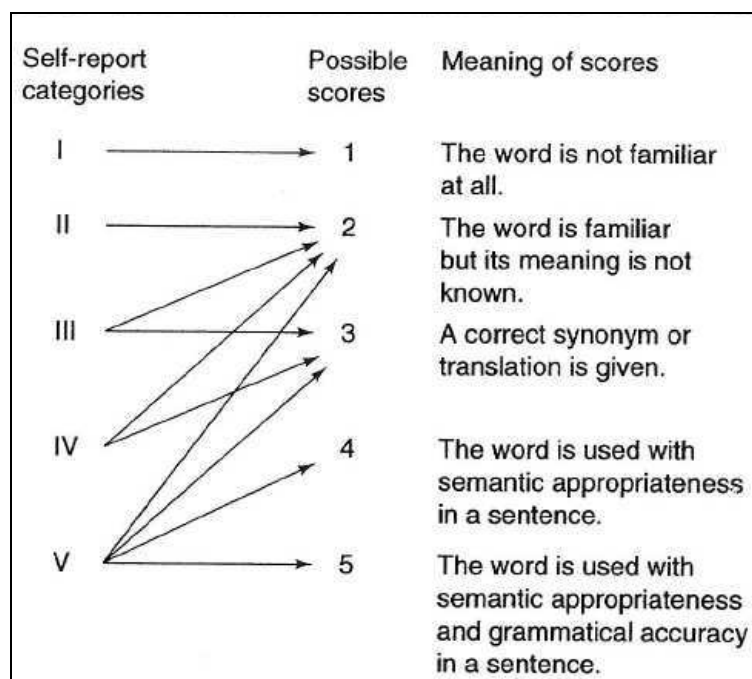 Self-report Possible Meaning of scores
categories scores
I 1 The word is not familiar
at all.
II 2 The word is familiar
but its meaning is not
known.
III 3 A correct synonym or
translation is given.
IV 4 The word is used with
semantic appropriateness
in a sentence.
V 5 The word is used with
semantic appropriateness
and grammatical accuracy
in a sentence.